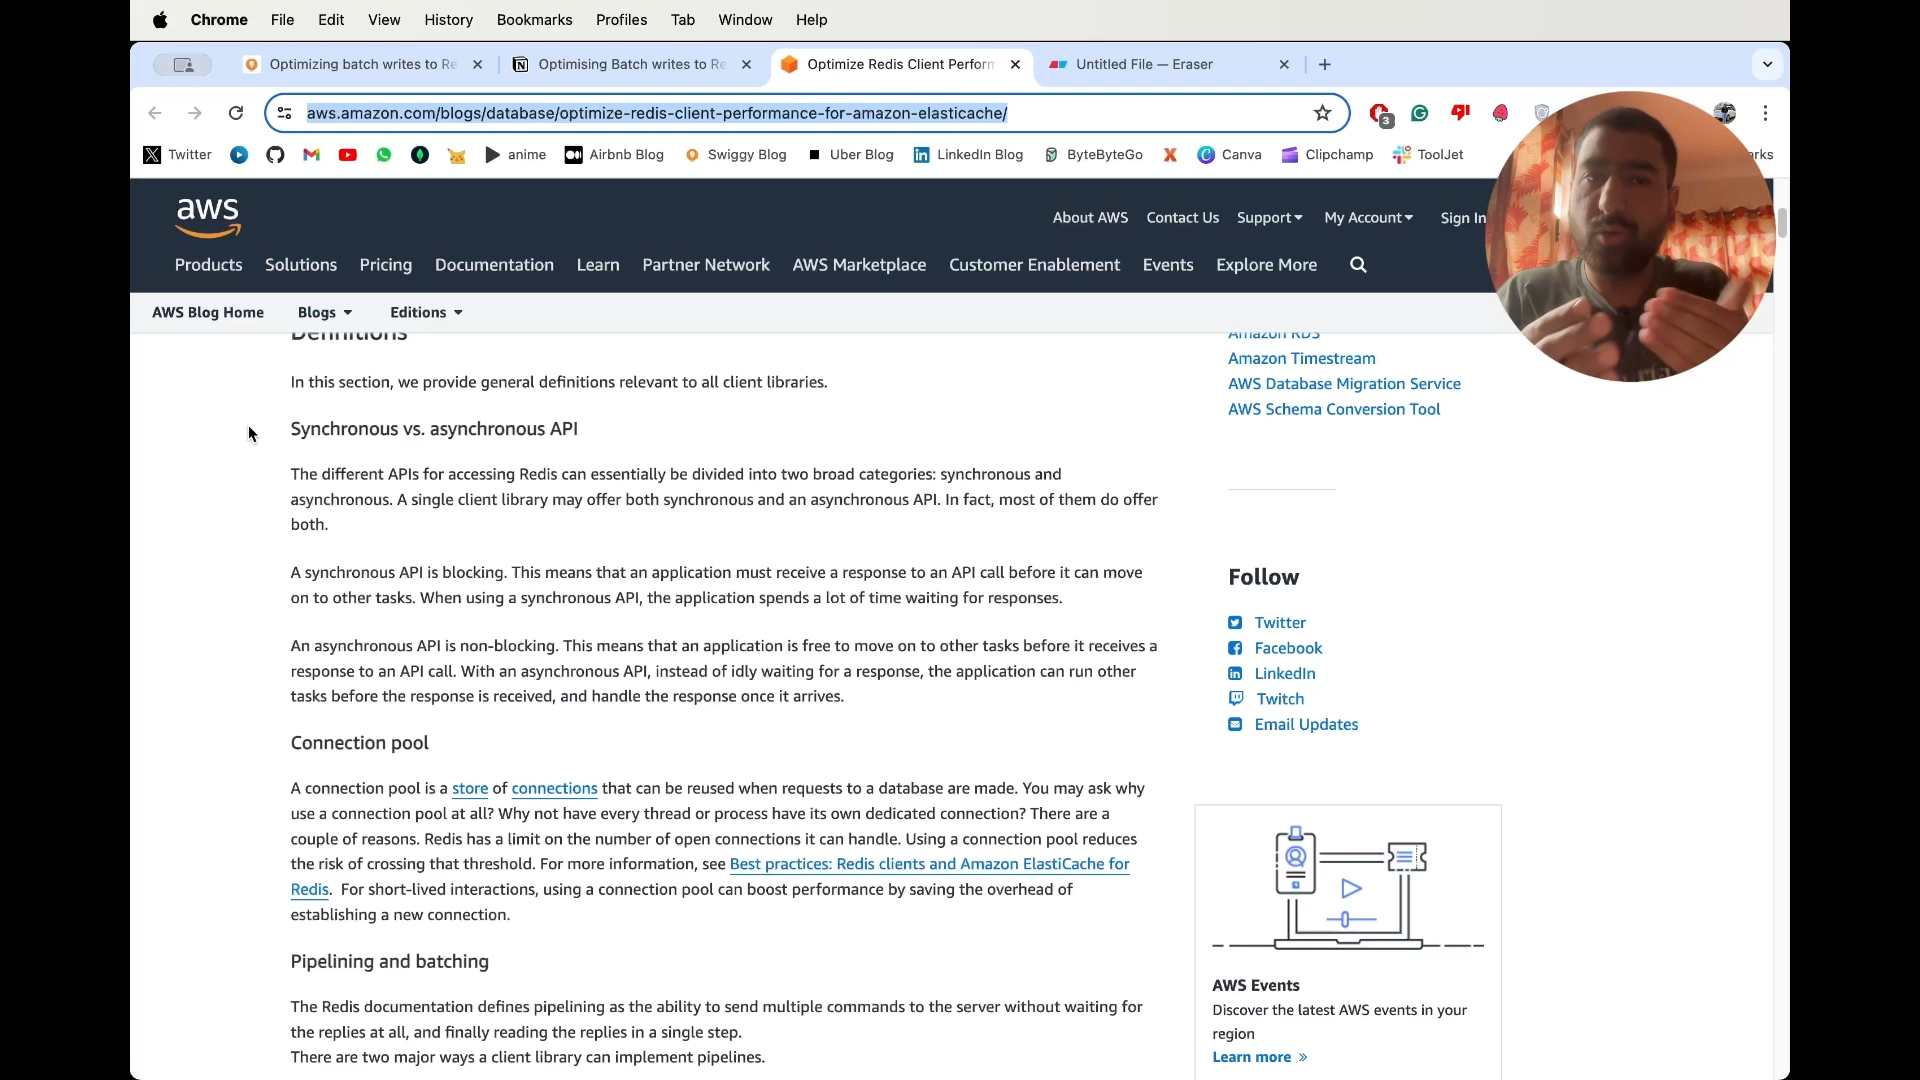 Chrome File Edit View History Bookmarks Profiles Tab Window Help
Optimizing batch writes to Re
Optimising Batch writes to Re
Optimize Redis Client Perform
Untitled File — Eraser
aws.amazon.com/blogs/database/optimize-redis-client-performance-for-amazon-elasticache/
3
Twitter anime Airbnb Blog Swiggy Blog Uber Blog LinkedIn Blog ByteByteGo Canva Clipchamp ToolJet
aws
About AWS Contact Us Support My Account Sign In
Products Solutions Pricing Documentation Learn Partner Network AWS Marketplace Customer Enablement Events Explore More
AWS Blog Home Blogs Editions
Definitions
In this section, we provide general definitions relevant to all client libraries.
Synchronous vs. asynchronous API
The different APIs for accessing Redis can essentially be divided into two broad categories: synchronous and
asynchronous. A single client library may offer both synchronous and an asynchronous API. In fact, most of them do offer
both.
A synchronous API is blocking. This means that an application must receive a response to an API call before it can move
on to other tasks. When using a synchronous API, the application spends a lot of time waiting for responses.
An asynchronous API is non-blocking. This means that an application is free to move on to other tasks before it receives a
response to an API call. With an asynchronous API, instead of idly waiting for a response, the application can run other
tasks before the response is received, and handle the response once it arrives.
Connection pool
A connection pool is a store of connections that can be reused when requests to a database are made. You may ask why
use a connection pool at all? Why not have every thread or process have its own dedicated connection? There are a
couple of reasons. Redis has a limit on the number of open connections it can handle. Using a connection pool reduces
the risk of crossing that threshold. For more information, see Best practices: Redis clients and Amazon ElastiCache for
Redis. For short-lived interactions, using a connection pool can boost performance by saving the overhead of
establishing a new connection.
Pipelining and batching
The Redis documentation defines pipelining as the ability to send multiple commands to the server without waiting for
the replies at all, and finally reading the replies in a single step.
There are two major ways a client library can implement pipelines.
Amazon RDS
Amazon Timestream
AWS Database Migration Service
AWS Schema Conversion Tool
Follow
Twitter
Facebook
LinkedIn
Twitch
Email Updates
AWS Events
Discover the latest AWS events in your
region
Learn more »